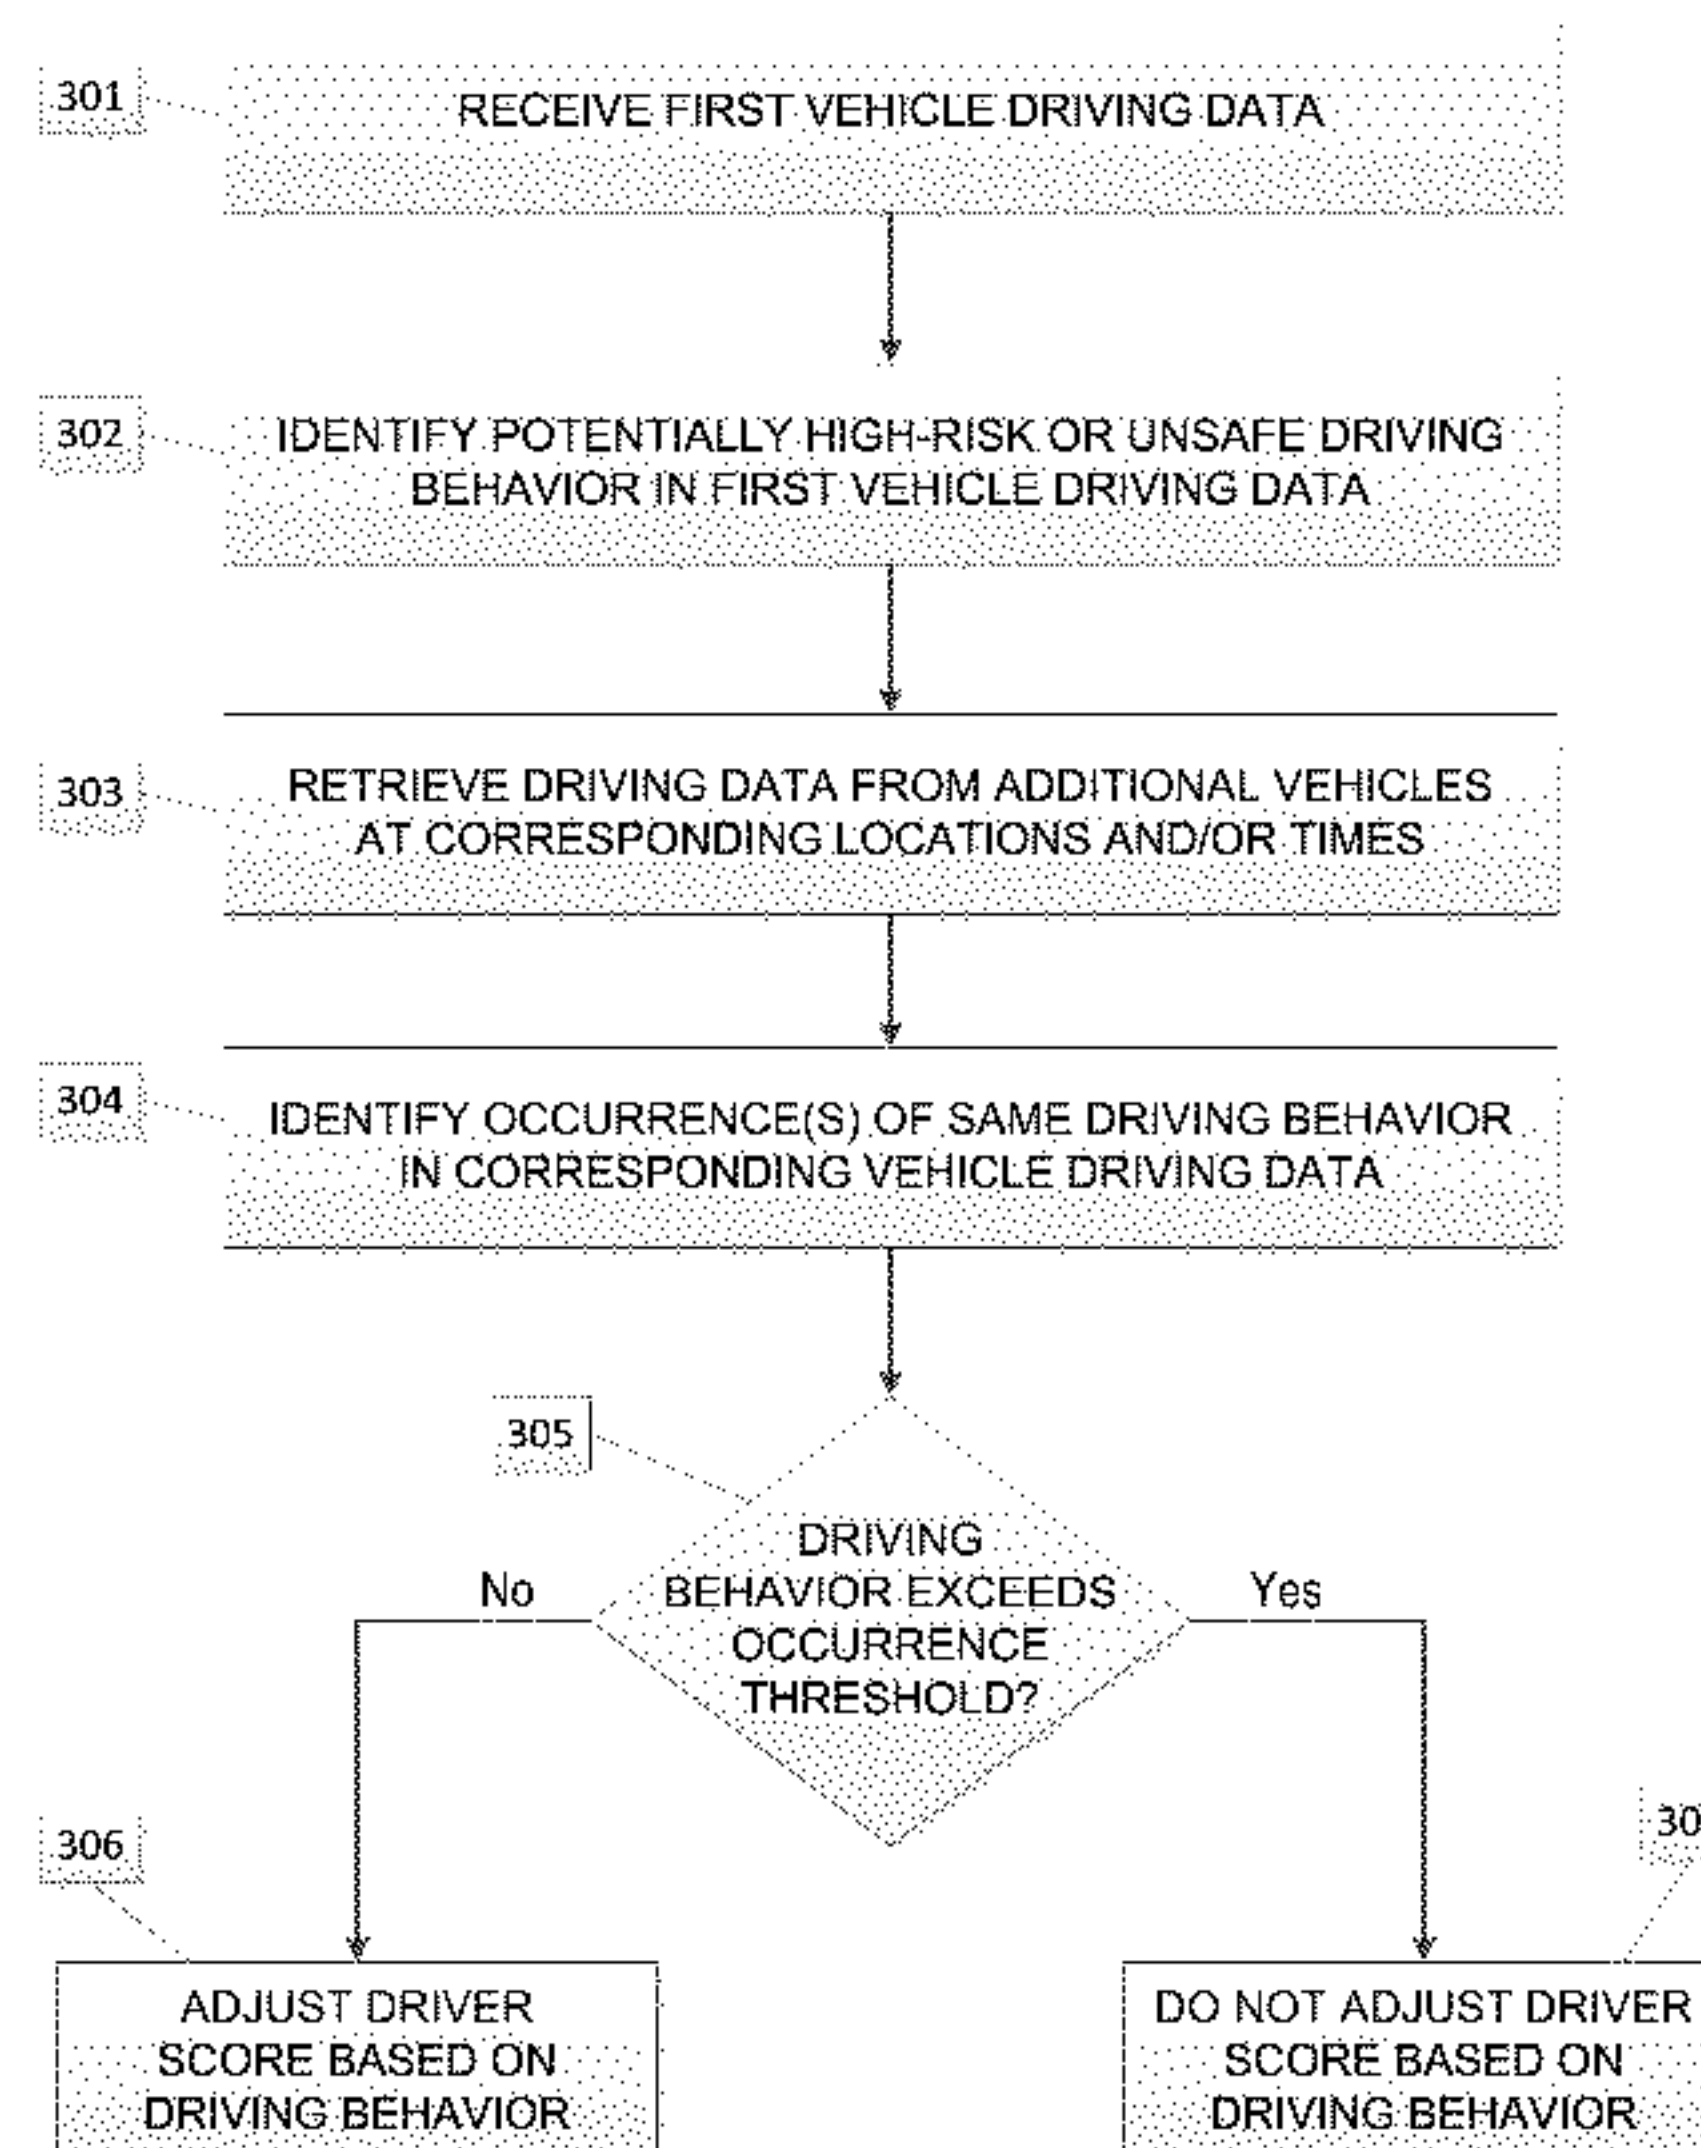 301
RECEIVE FIRST VEHICLE DRIVING DATA
302
IDENTIFY POTENTIALLY HIGH-RISK OR UNSAFE DRIVING
BEHAVIOR IN FIRST VEHICLE DRIVING DATA
303
RETRIEVE DRIVING DATA FROM ADDITIONAL VEHICLES
AT CORRESPONDING LOCATIONS AND/OR TIMES
304
IDENTIFY OCCURRENCE(S) OF SAME DRIVING BEHAVIOR
IN CORRESPONDING VEHICLE DRIVING DATA
305
DRIVING
BEHAVIOR EXCEEDS
OCCURRENCE
THRESHOLD?
No
Yes
306
ADJUST DRIVER
SCORE BASED ON
DRIVING BEHAVIOR
DO NOT ADJUST DRIVER
SCORE BASED ON
DRIVING BEHAVIOR